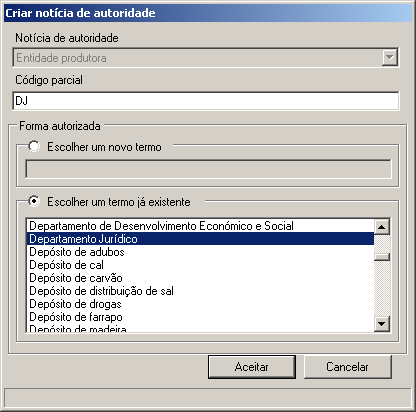 Criar notícia de autoridade
Notícia de autoridade
Entidade produtora
Código parcial
DJ
Forma autorizada
Escolher um novo termo
Escolher um termo já existente
Departamento de Desenvolvimento Económico e Social
Departamento Jurídico
Depósito de adubos
Depósito de cal
Depósito de carvão
Depósito de distribuição de sal
Depósito de drogas
Depósito de farrapo
Depósito de madeira
Aceitar
Cancelar